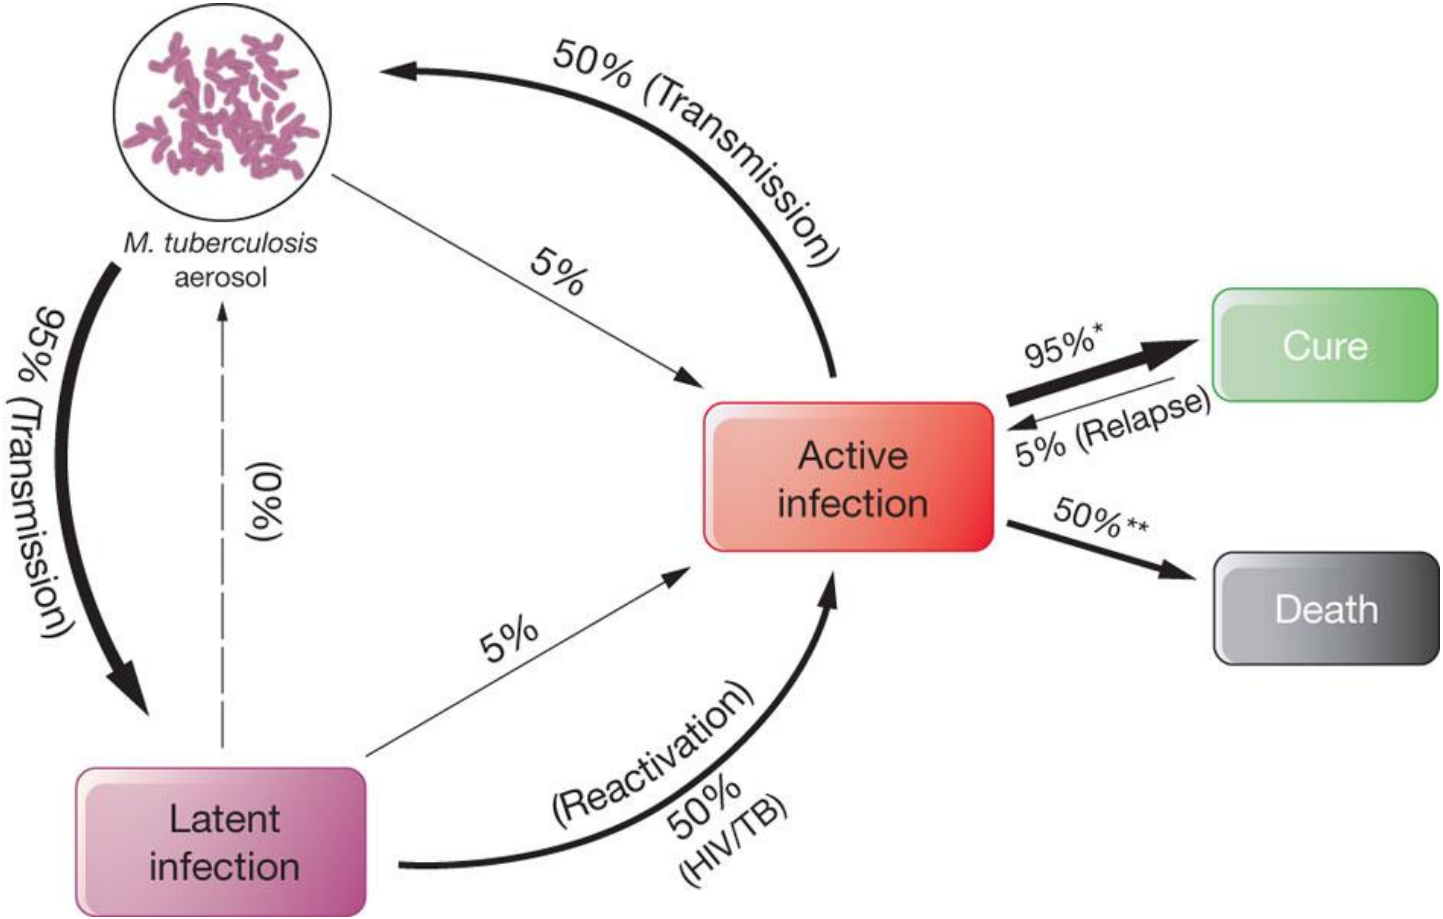 50% (Transmission)
M. tuberculosis
aerosol
5%
95% (Transmission)
(0%)
95%*
Cure
5% (Relapse)
Active
infection
50%**
Death
5%
(Reactivation)
50%
(HIV/TB)
Latent
infection